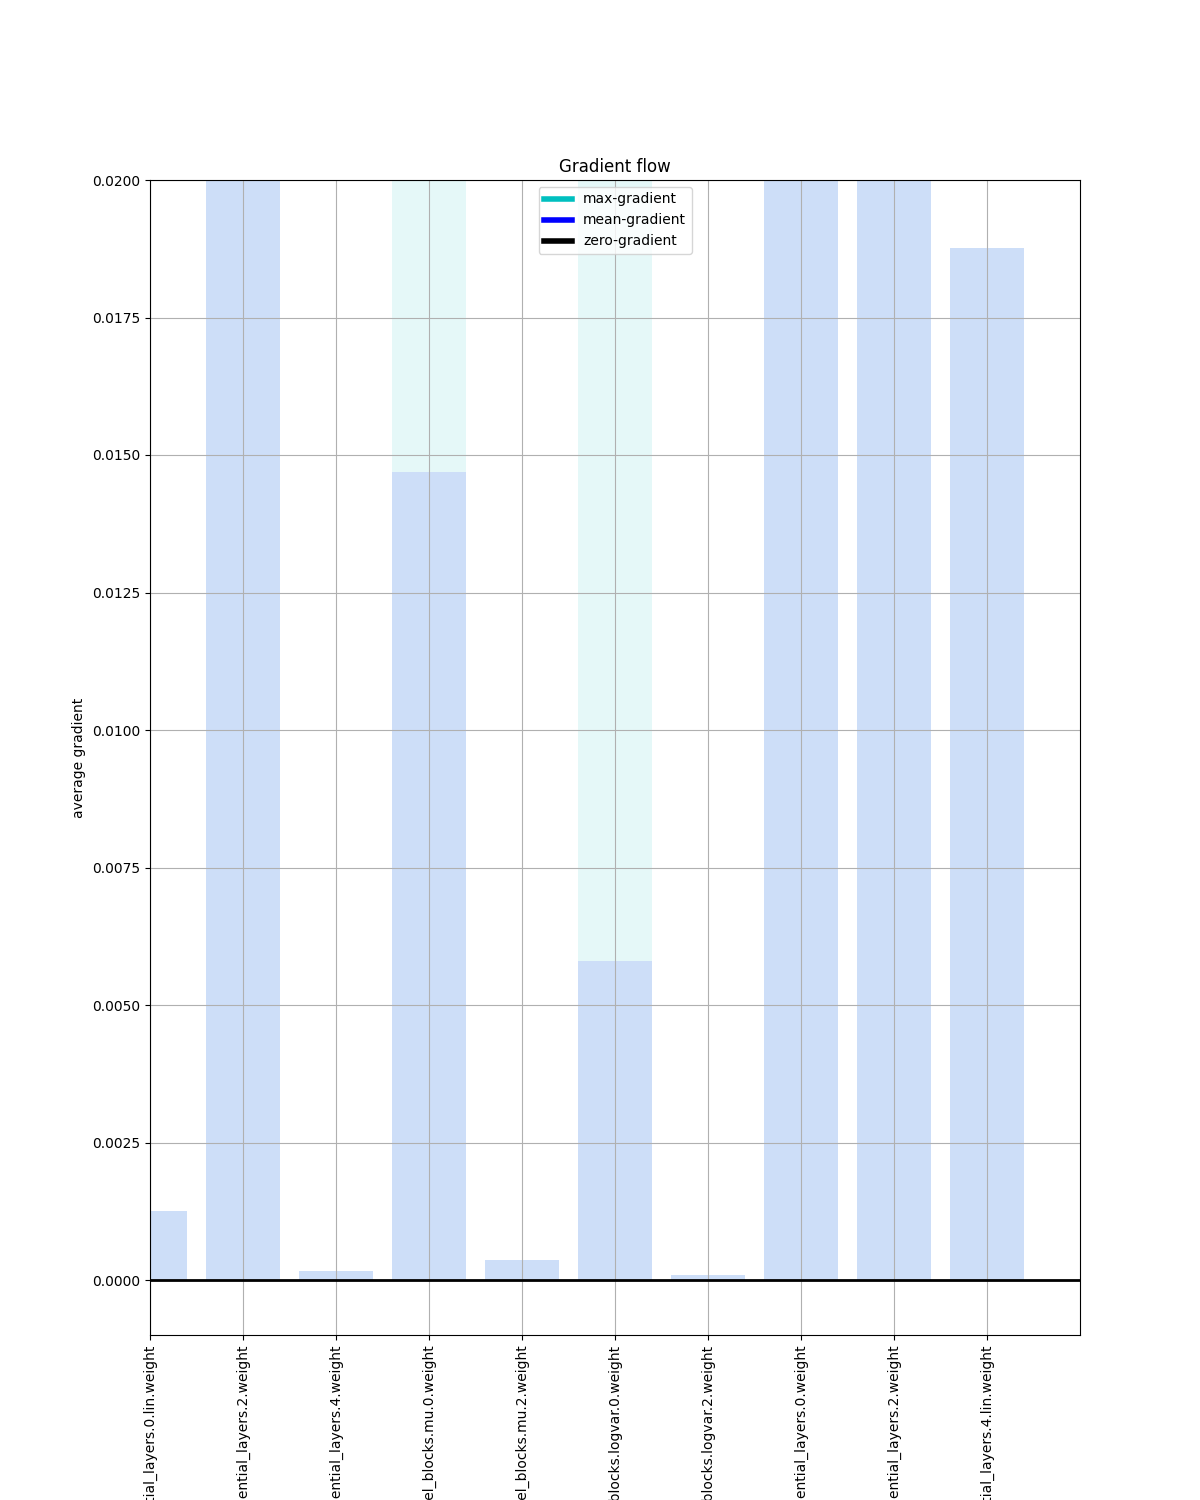 Gradient flow
max-gradient
mean-gradient
zero-gradient
0.0200
0.0175
0.0150
0.0125
0.0100
0.0075
0.0050
0.0025
0.0000
average gradient
tial_layers.0.lin.weight
ential_layers.2.weight
ential_layers.4.weight
el_blocks.mu.0.weight
el_blocks.mu.2.weight
blocks.logvar.0.weight
blocks.logvar.2.weight
ential_layers.0.weight
ential_layers.2.weight
tial_layers.4.lin.weight